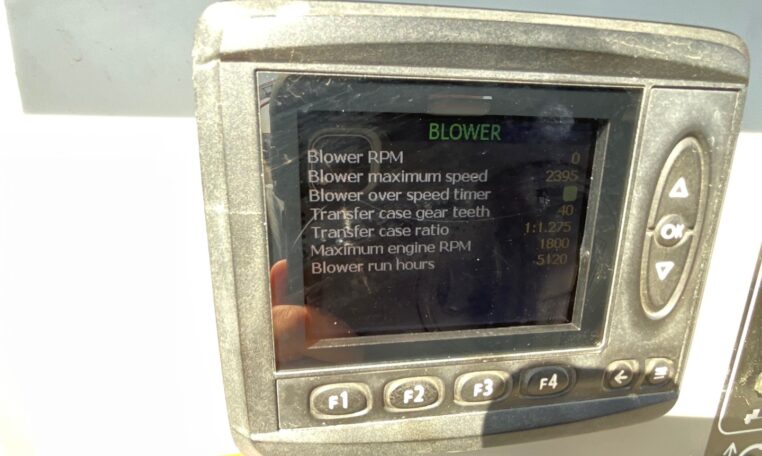 BLOWER
Blower RPM 0
Blower maximum speed 2395
Blower over speed timer
Transfer case gear teeth 40
Transfer case ratio 1:1.275
Maximum engine RPM 1800
Blower run hours 5120
OK
F1 F2 F3 F4